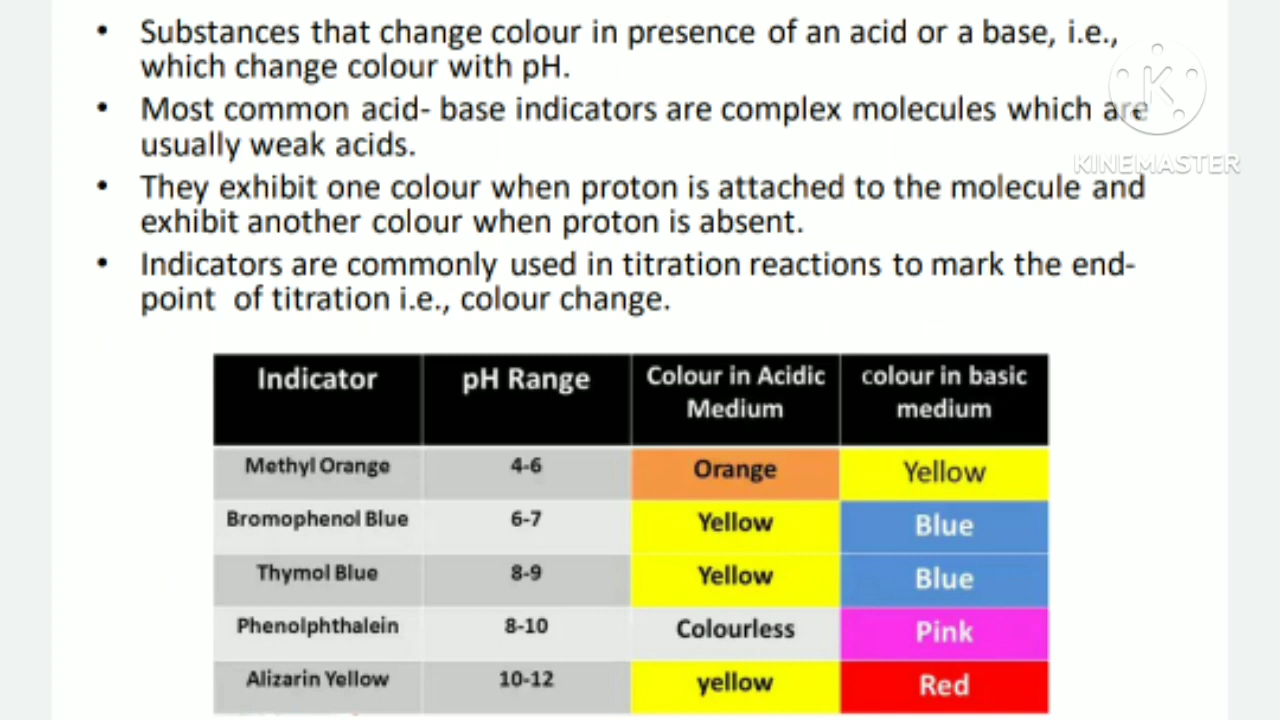 • Substances that change colour in presence of an acid or a base, i.e.,
which change colour with pH.
• Most common acid- base indicators are complex molecules which are
usually weak acids.
• They exhibit one colour when proton is attached to the molecule and
exhibit another colour when proton is absent.
• Indicators are commonly used in titration reactions to mark the end-
point of titration i.e., colour change.
K
KINEMASTER
Indicator pH Range Colour in Acidic Medium colour in basic medium
Methyl Orange 4-6 Orange Yellow
Bromophenol Blue 6-7 Yellow Blue
Thymol Blue 8-9 Yellow Blue
Phenolphthalein 8-10 Colourless Pink
Alizarin Yellow 10-12 yellow Red